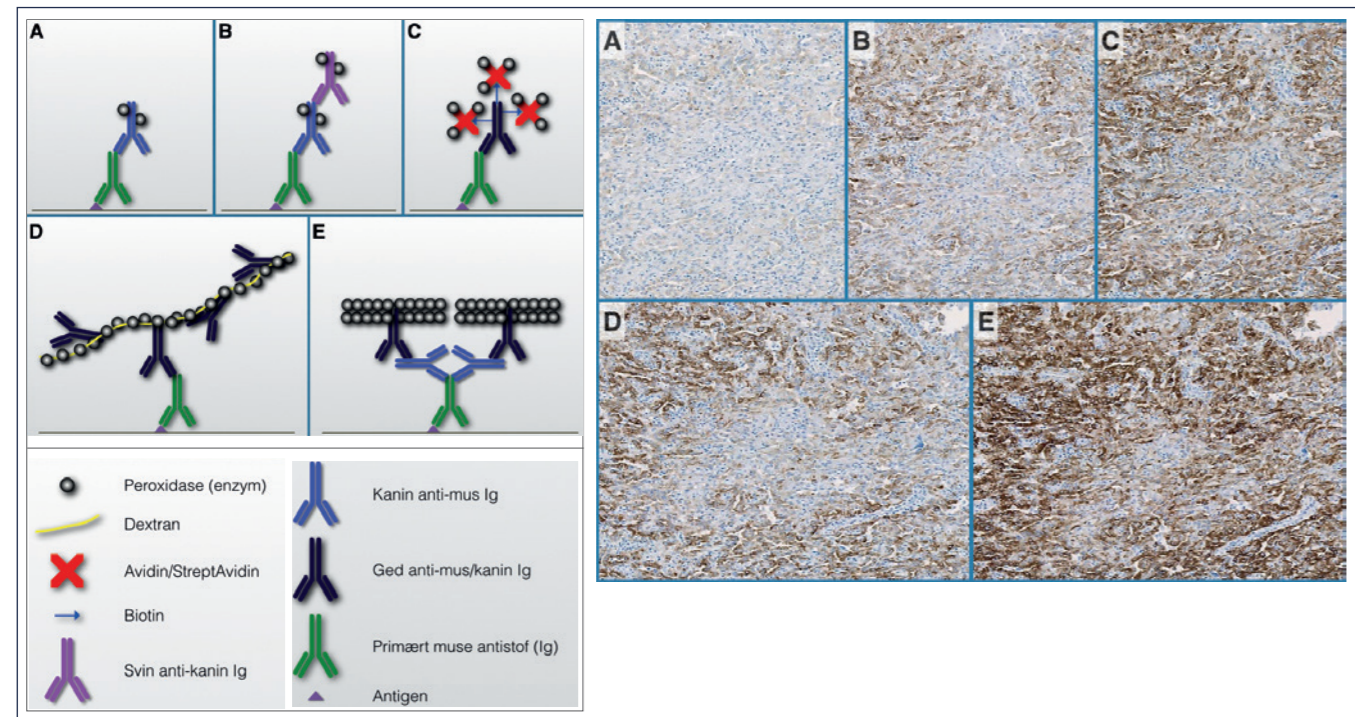 A
B
C
D
E
Peroxidase (enzym)
Dextran
Avidin/StreptAvidin
Biotin
Svin anti-kanin Ig
Kanin anti-mus Ig
Ged anti-mus/kanin Ig
Primært muse antistof (Ig)
Antigen
A
B
C
D
E